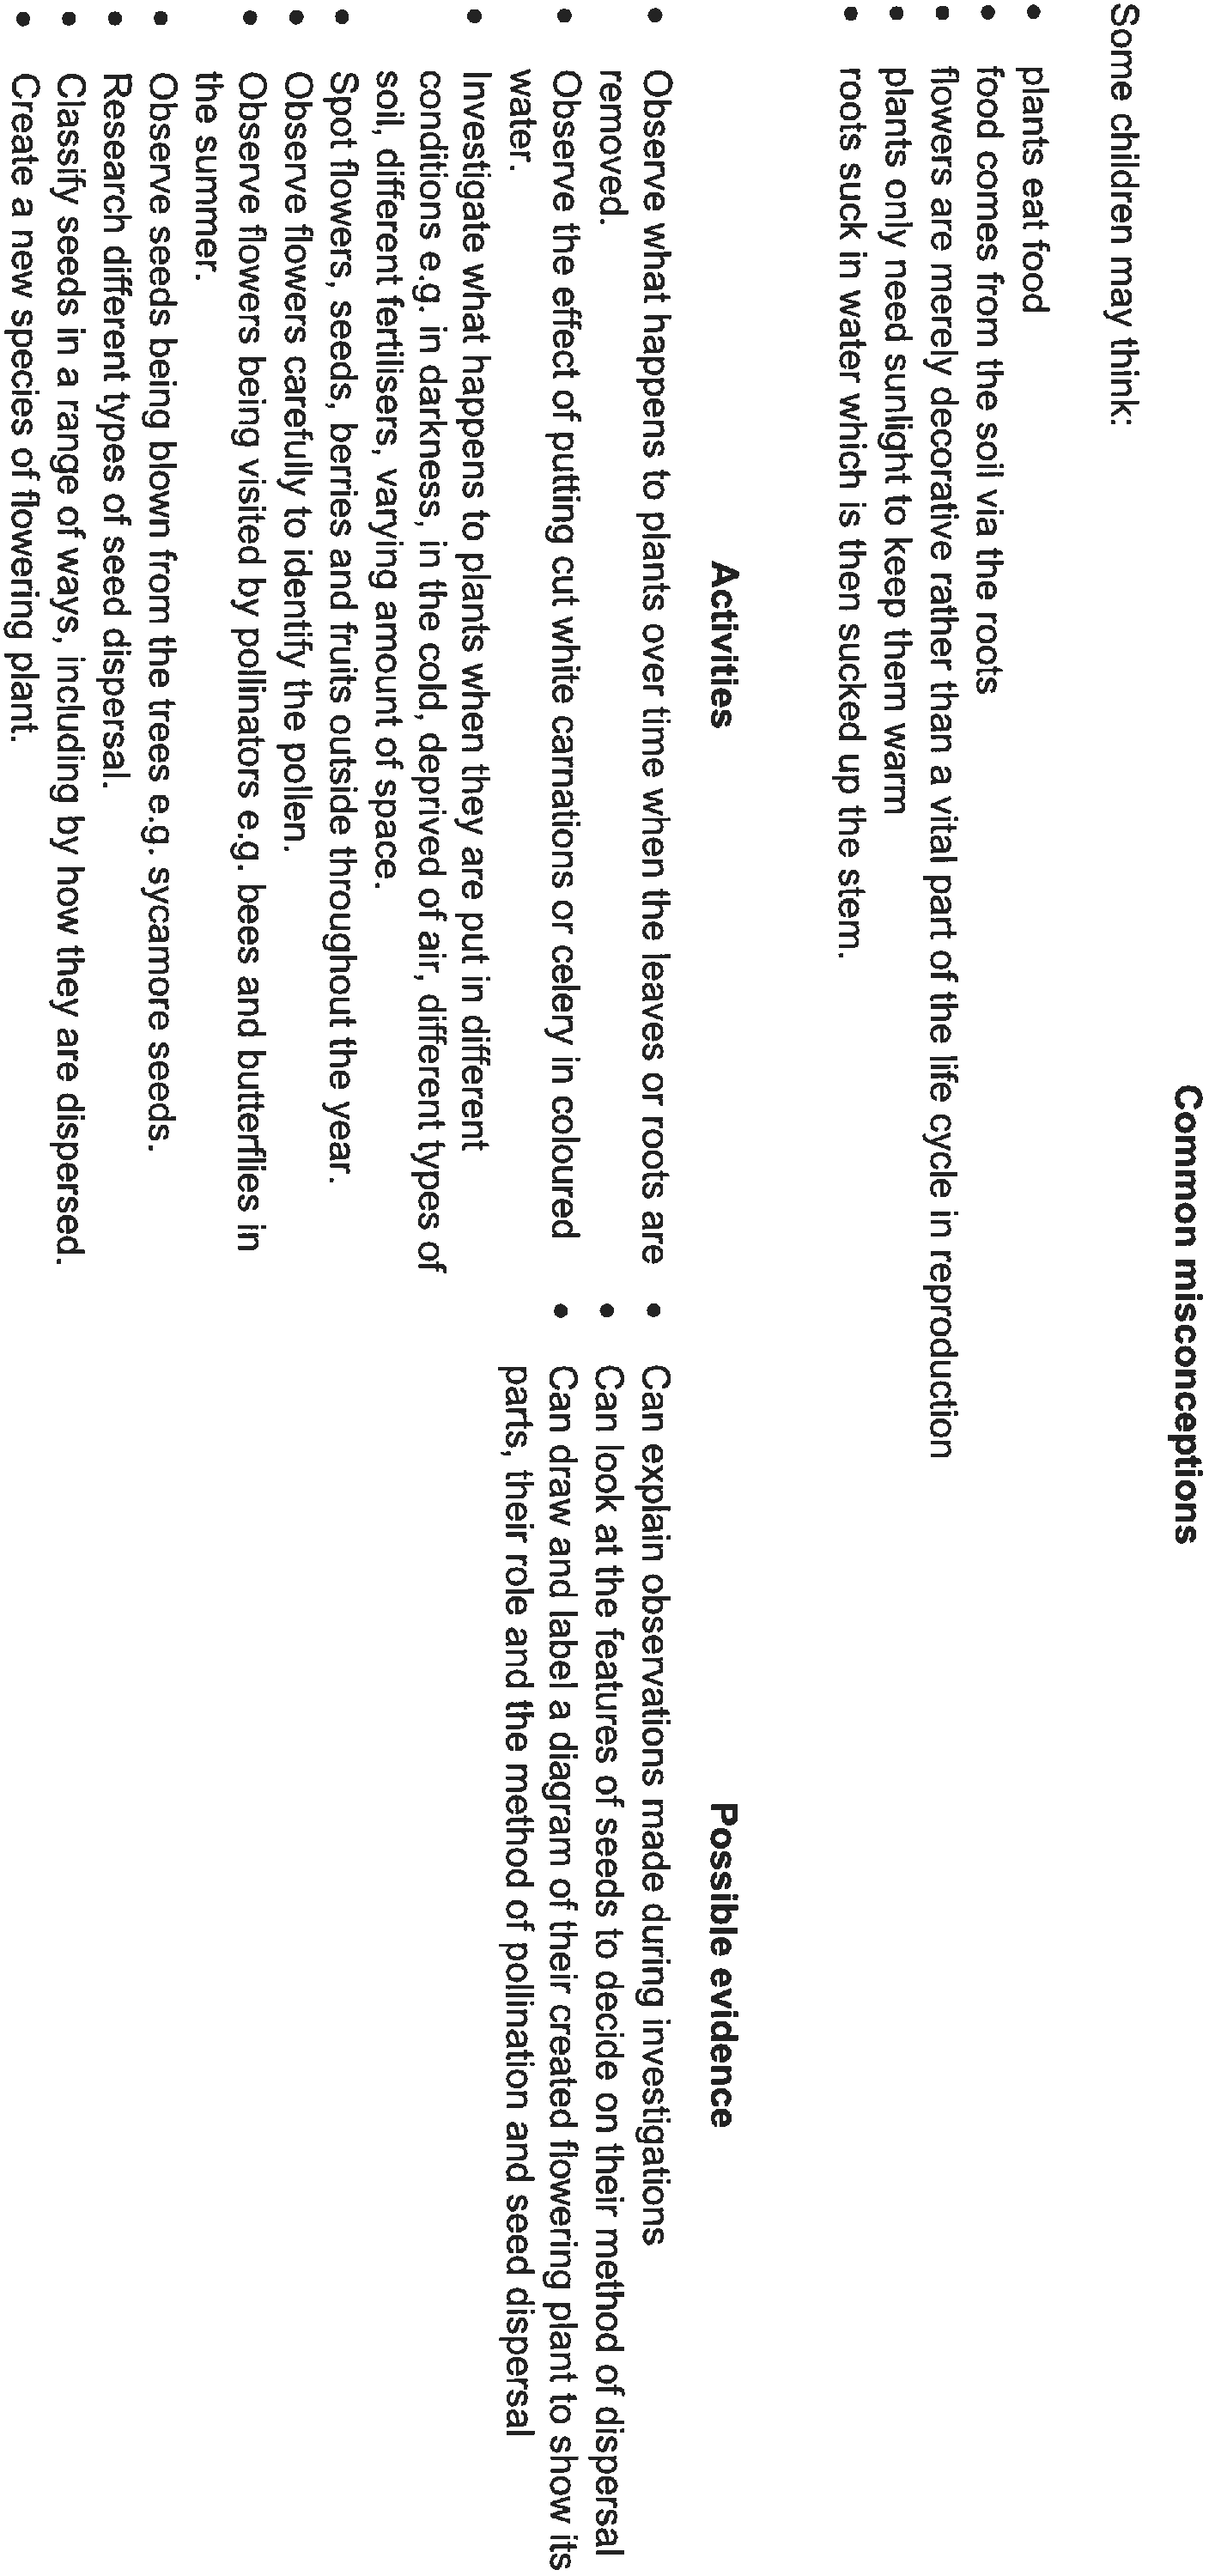 Common misconceptions
Some children may think:
• plants eat food
• food comes from the soil via the roots
• flowers are merely decorative rather than a vital part of the life cycle in reproduction
• plants only need sunlight to keep them warm
• roots suck in water which is then sucked up the stem.
Activities
• Observe what happens to plants over time when the leaves or roots are
removed.
• Observe the effect of putting cut white carnations or celery in coloured
water.
• Investigate what happens to plants when they are put in different
conditions e.g. in darkness, in the cold, deprived of air, different types of
soil, different fertilisers, varying amount of space.
• Spot flowers, seeds, berries and fruits outside throughout the year.
• Observe flowers carefully to identify the pollen.
• Observe flowers being visited by pollinators e.g. bees and butterflies in
the summer.
• Observe seeds being blown from the trees e.g. sycamore seeds.
• Research different types of seed dispersal.
• Classify seeds in a range of ways, including by how they are dispersed.
• Create a new species of flowering plant.
Possible evidence
• Can explain observations made during investigations
• Can look at the features of seeds to decide on their method of dispersal
• Can draw and label a diagram of their created flowering plant to show its
parts, their role and the method of pollination and seed dispersal